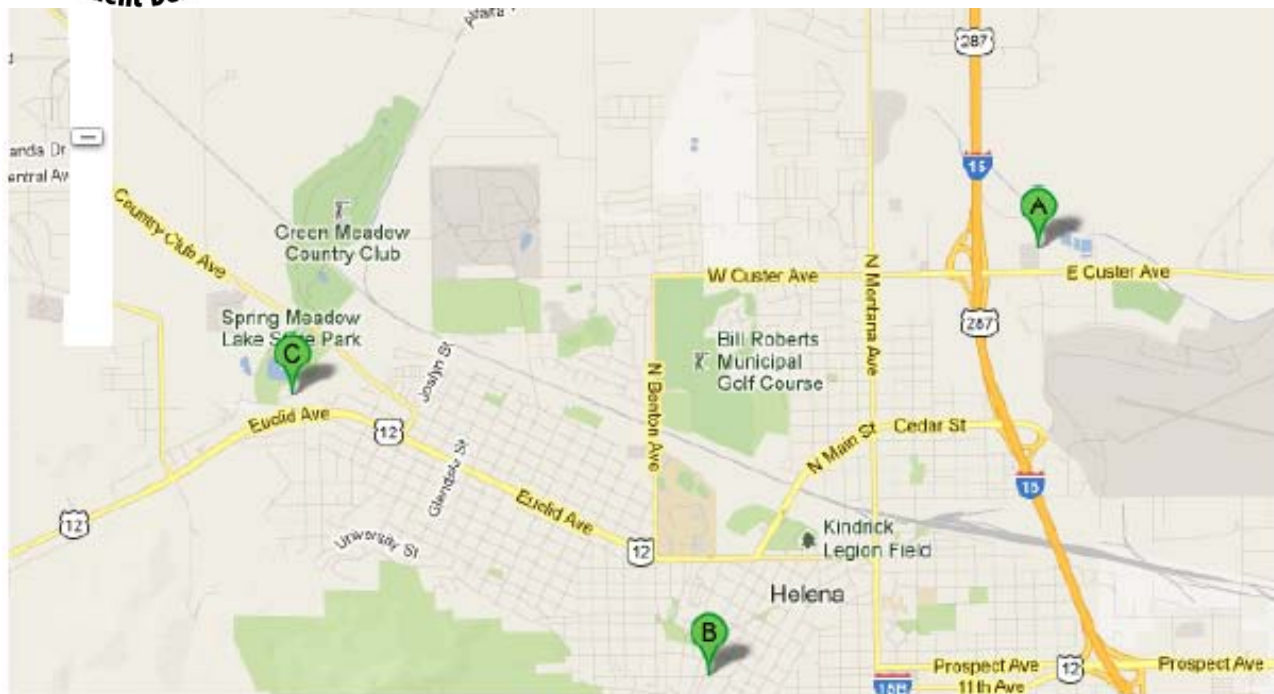 287
anda Dr
entral Av
Country Club Ave
15
A
Green Meadow
Country Club
W Custer Ave
N Montana Ave
E Custer Ave
Spring Meadow
Lake State Park
C
287
Bill Roberts
Municipal
Golf Course
Joslyn St
N Benton Ave
Euclid Ave
12
Cedar St
N Main St
Glendale St
15
Euclid Ave
12
University St
Kindrick
Legion Field
12
Helena
B
Prospect Ave
12
Prospect Ave
11th Ave
15B